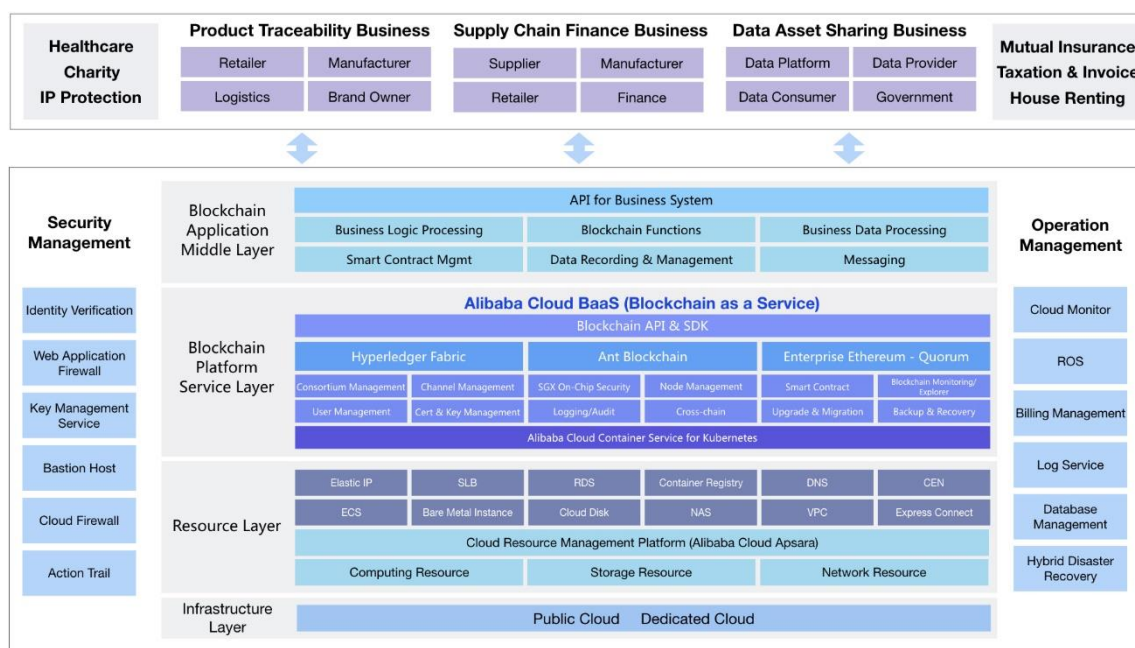 Healthcare
Charity
IP Protection
Product Traceability Business
Retailer
Manufacturer
Logistics
Brand Owner
Supply Chain Finance Business
Supplier
Manufacturer
Retailer
Finance
Data Asset Sharing Business
Data Platform
Data Provider
Data Consumer
Government
Mutual Insurance
Taxation & Invoice
House Renting
Security
Management
Identity Verification
Web Application
Firewall
Key Management
Service
Bastion Host
Cloud Firewall
Action Trail
Blockchain
Application
Middle Layer
API for Business System
Business Logic Processing
Blockchain Functions
Business Data Processing
Smart Contract Mgmt
Data Recording & Management
Messaging
Blockchain
Platform
Service Layer
Alibaba Cloud BaaS (Blockchain as a Service)
Blockchain API & SDK
Hyperledger Fabric
Ant Blockchain
Enterprise Ethereum - Quorum
Consortium Management
Channel Management
SGX On-Chip Security
Node Management
Smart Contract
Blockchain Monitoring/
Explorer
User Management
Cert & Key Management
Logging/Audit
Cross-chain
Upgrade & Migration
Backup & Recovery
Alibaba Cloud Container Service for Kubernetes
Resource Layer
Elastic IP
SLB
RDS
Container Registry
DNS
CEN
ECS
Bare Metal Instance
Cloud Disk
NAS
VPC
Express Connect
Cloud Resource Management Platform (Alibaba Cloud Apsara)
Computing Resource
Storage Resource
Network Resource
Infrastructure
Layer
Public Cloud Dedicated Cloud
Operation
Management
Cloud Monitor
ROS
Billing Management
Log Service
Database
Management
Hybrid Disaster
Recovery